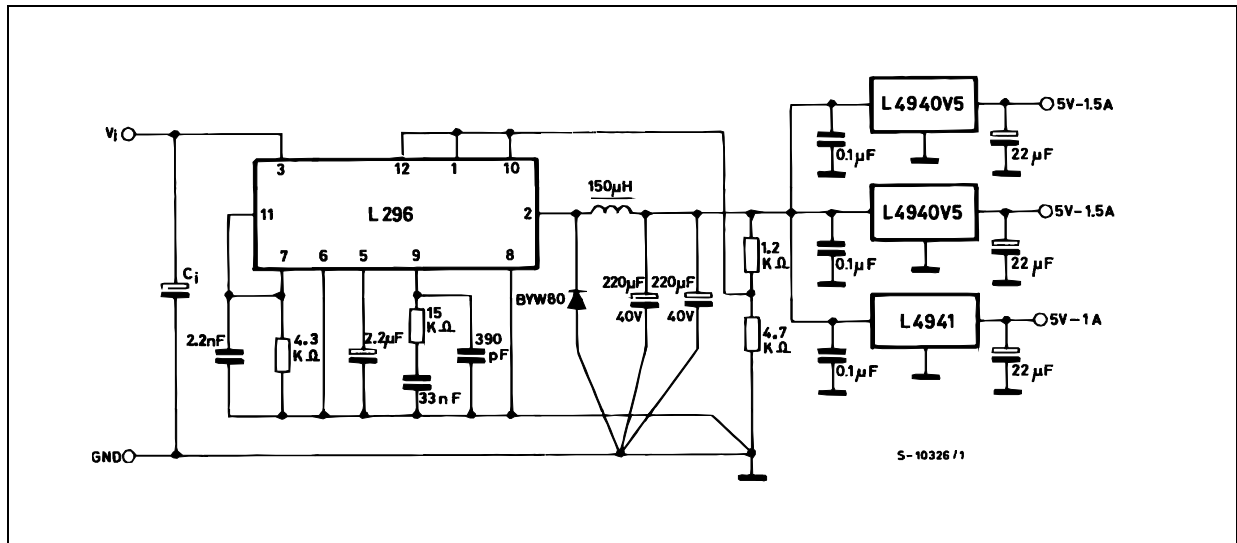 L4940V5
5V-1.5A
0.1µF
22µF
Vi
3
12
1
10
L296
11
2
7
6
5
9
8
150µH
L4940V5
5V-1.5A
0.1µF
22µF
Ci
2.2nF
4.3
KΩ
2.2µF
15
KΩ
390
pF
33nF
BYW80
220µF
40V
220µF
40V
1.2
KΩ
4.7
KΩ
L4941
5V-1A
0.1µF
22µF
GND
S-10326/1